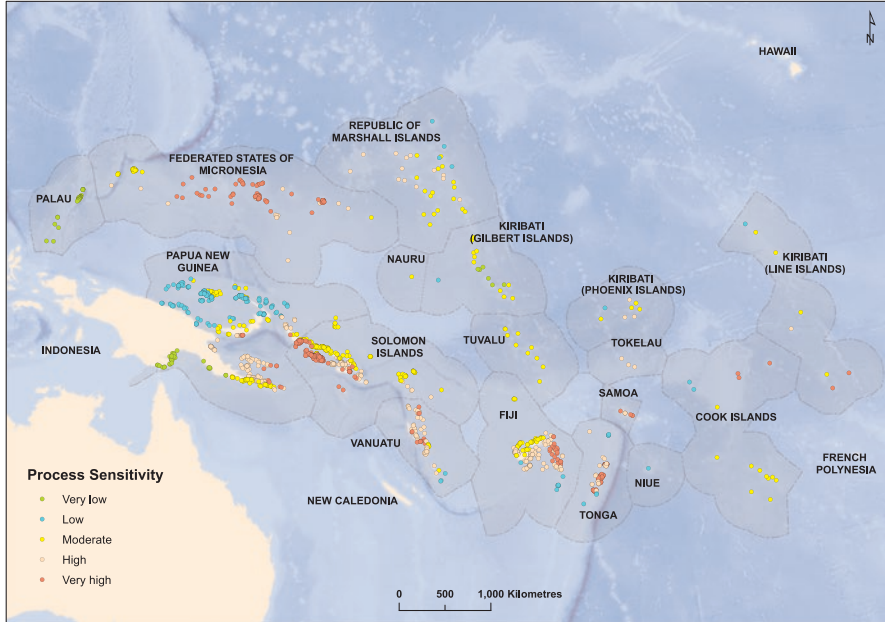 N
HAWAII
REPUBLIC OF
MARSHALL ISLANDS
FEDERATED STATES OF
MICRONESIA
PALAU
KIRIBATI
(GILBERT ISLANDS)
PAPUA NEW
GUINEA
NAURU
KIRIBATI
(LINE ISLANDS)
KIRIBATI
(PHOENIX ISLANDS)
INDONESIA
SOLOMON
ISLANDS
TUVALU
TOKELAU
SAMOA
FIJI
COOK ISLANDS
VANUATU
FRENCH
POLYNESIA
NIUE
NEW CALEDONIA
TONGA
Process Sensitivity
Very low
Low
Moderate
High
Very high
0 500 1,000 Kilometres